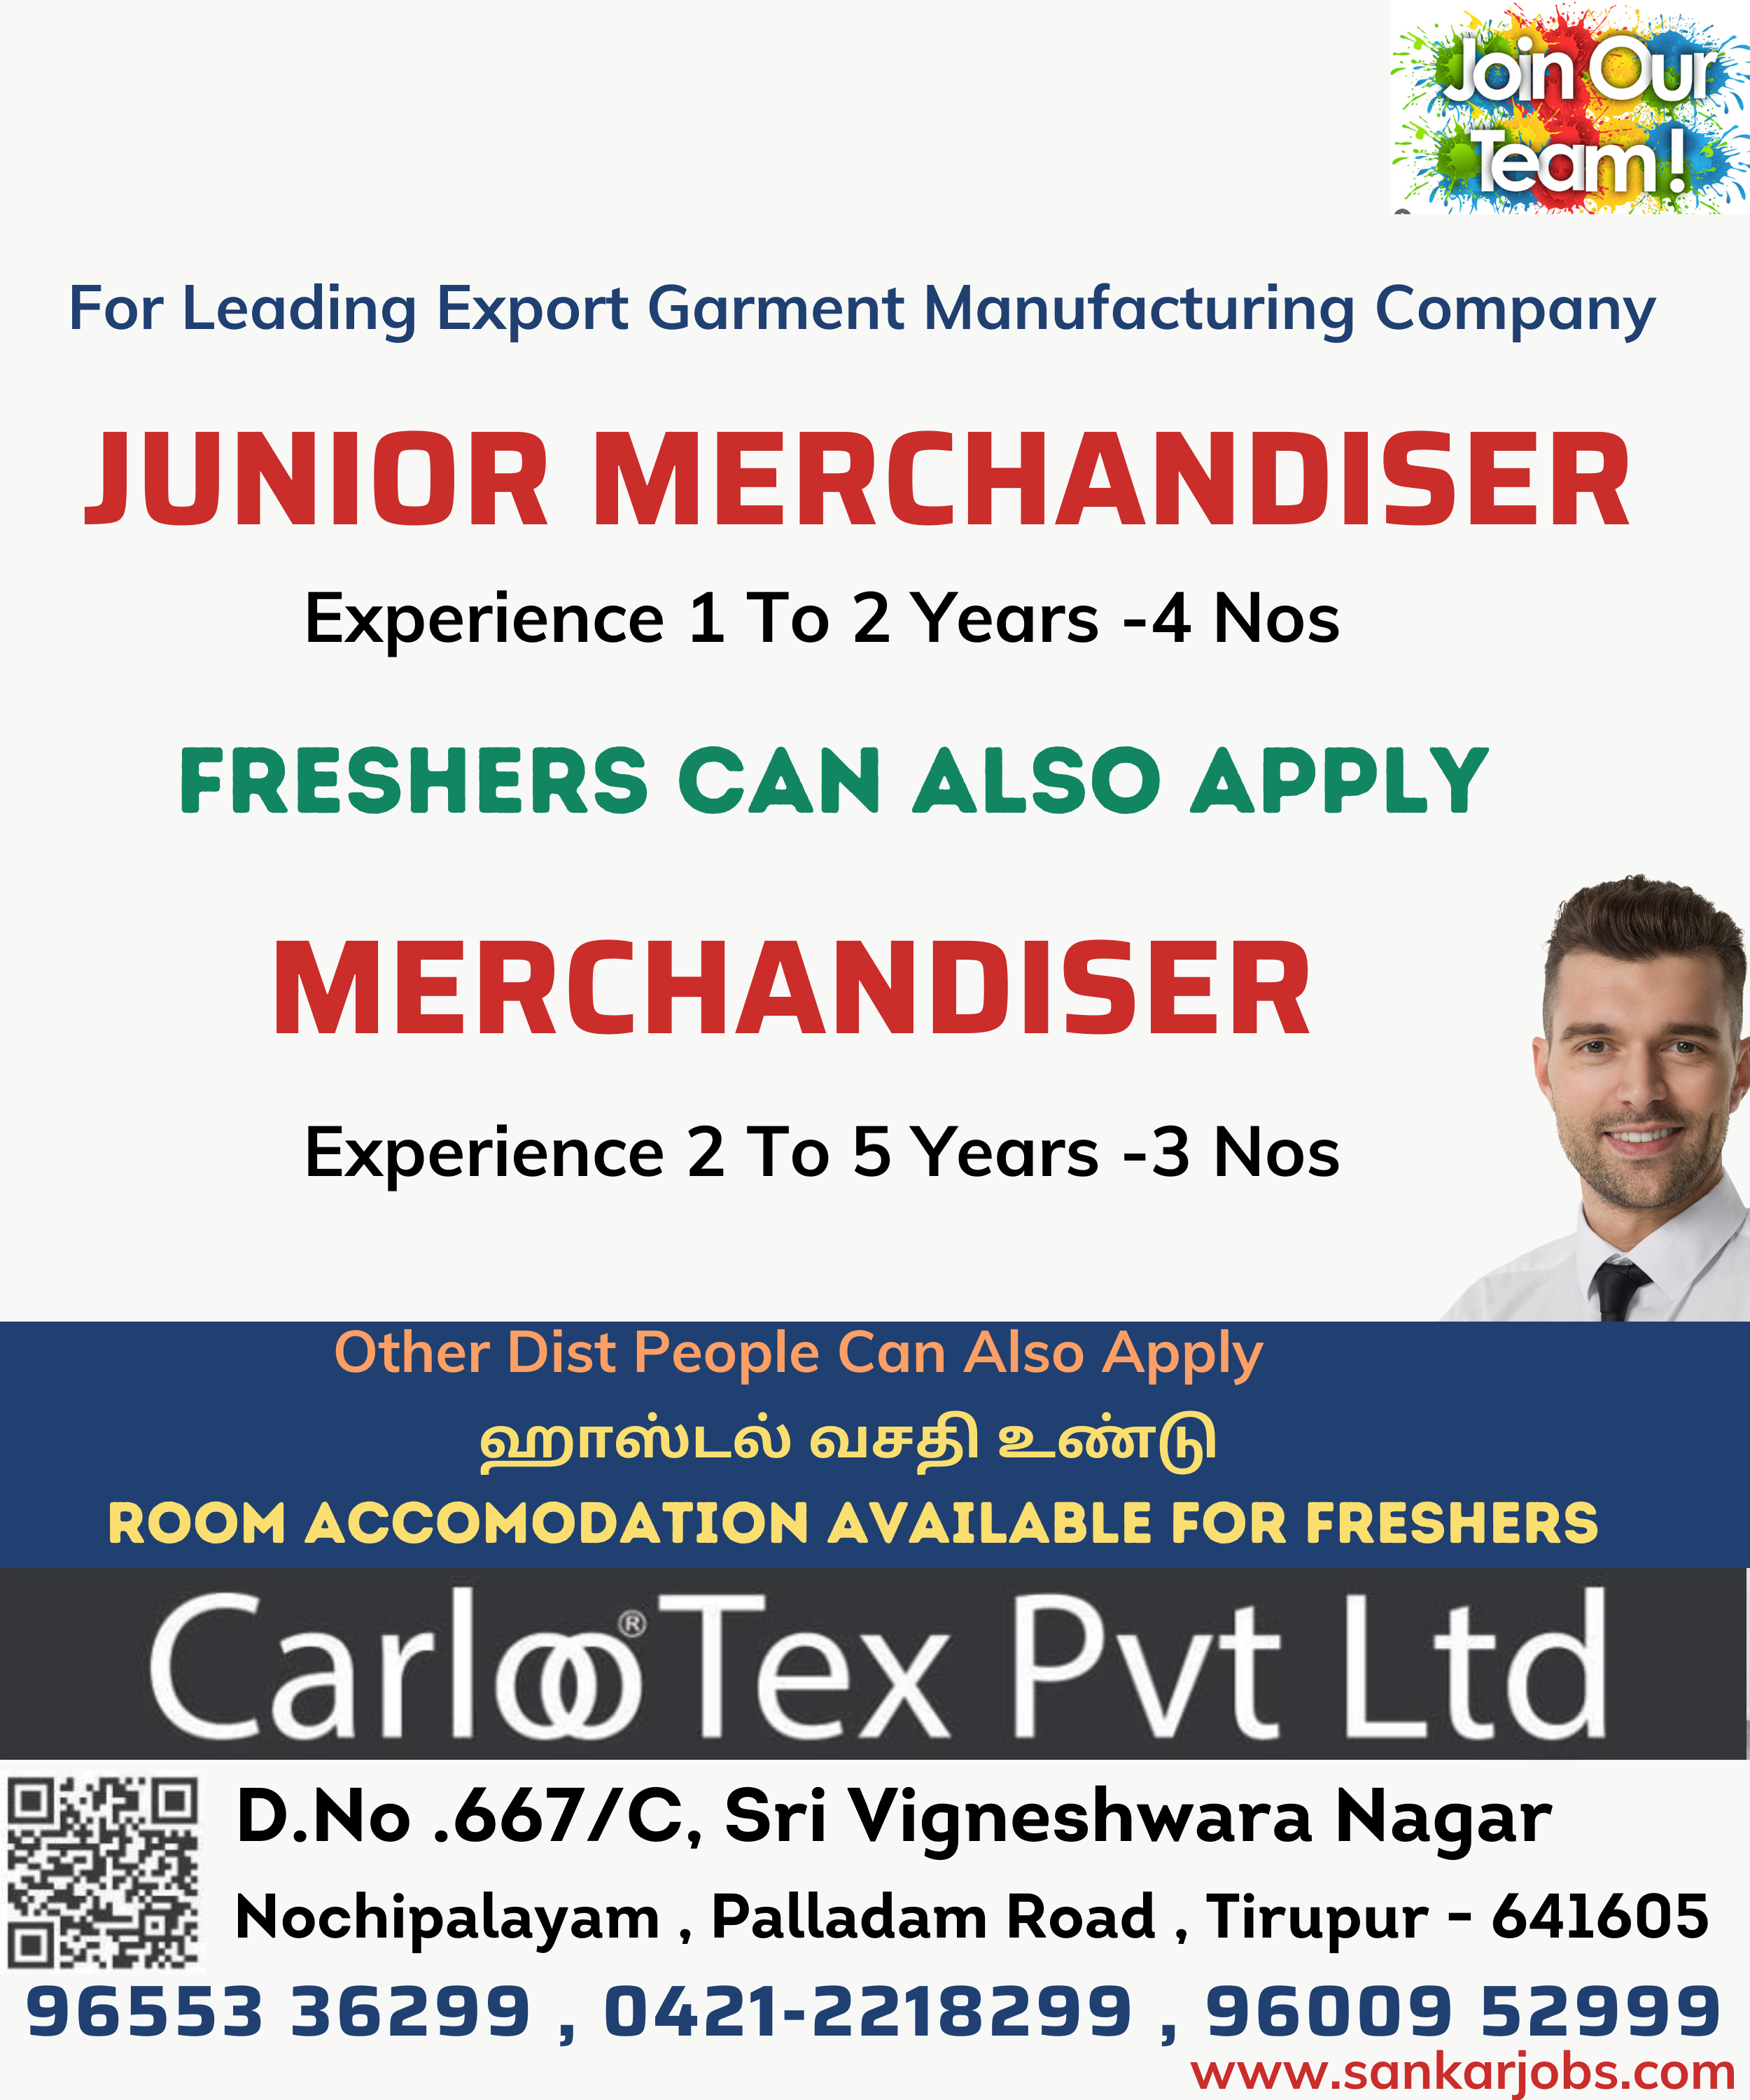 Join Our
Team!
For Leading Export Garment Manufacturing Company
JUNIOR MERCHANDISER
Experience 1 To 2 Years -4 Nos
FRESHERS CAN ALSO APPLY
MERCHANDISER
Experience 2 To 5 Years -3 Nos
Other Dist People Can Also Apply
ஹாஸ்டல் வசதி உண்டு
ROOM ACCOMODATION AVAILABLE FOR FRESHERS
Carloo® Tex Pvt Ltd
D.No .667/C, Sri Vigneshwara Nagar
Nochipalayam , Palladam Road , Tirupur - 641605
96553 36299 , 0421-2218299 , 96009 52999
www.sankarjobs.com